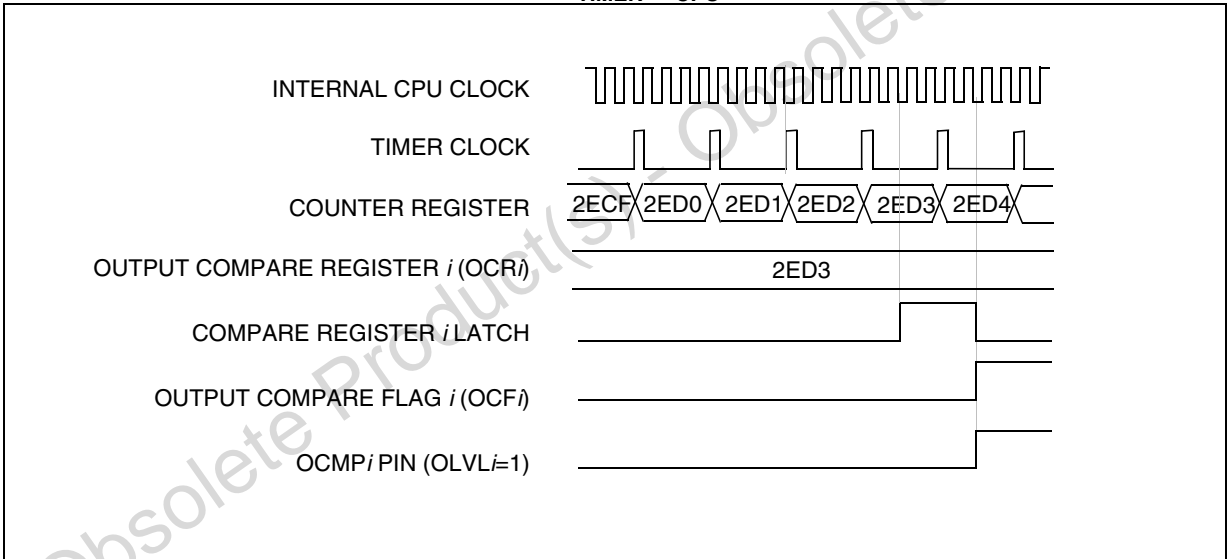 INTERNAL CPU CLOCK
TIMER CLOCK
COUNTER REGISTER
2ECF 2ED0 2ED1 2ED2 2ED3 2ED4
OUTPUT COMPARE REGISTER i (OCRi)
2ED3
COMPARE REGISTER i LATCH
OUTPUT COMPARE FLAG i (OCFi)
OCMPi PIN (OLVLi=1)
Obsolete Product(s) - Obsolete